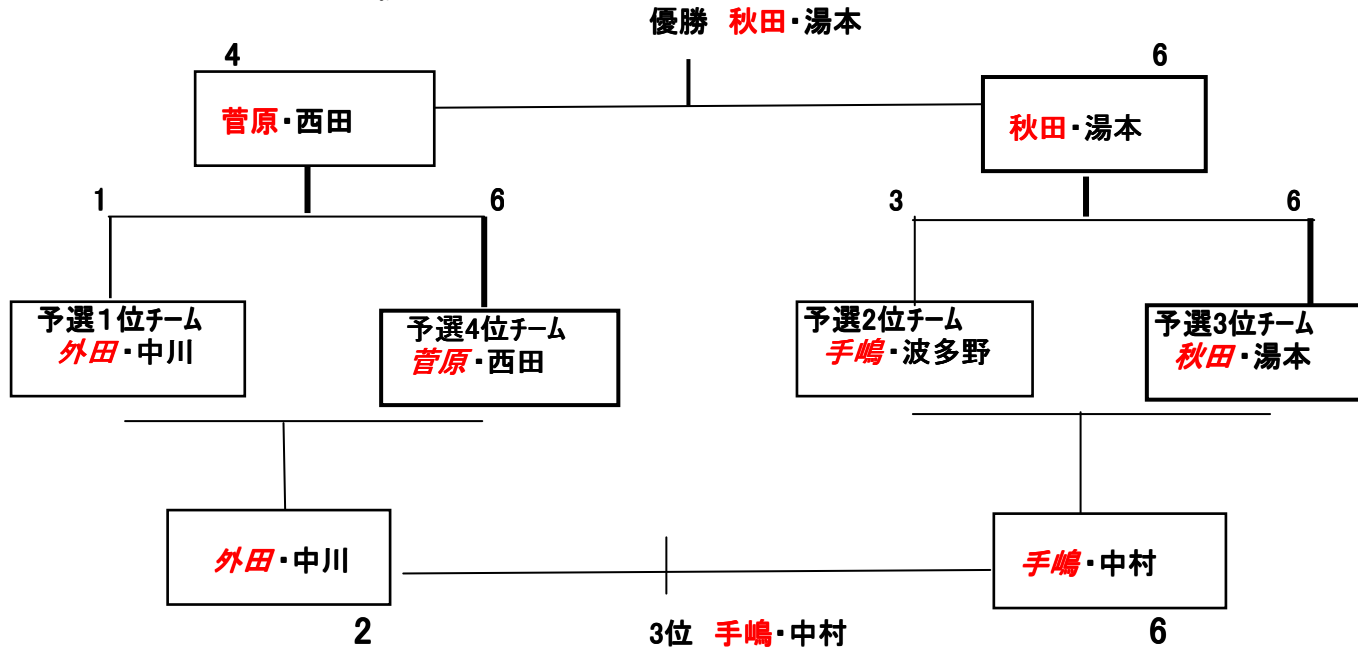 優勝 秋田・湯本
4
6
菅原・西田
秋田・湯本
1
6
3
6
予選1位チーム
外田・中川
予選4位チーム
菅原・西田
予選2位チーム
手嶋・波多野
予選3位チーム
秋田・湯本
外田・中川
手嶋・中村
2
3位 手嶋・中村
6